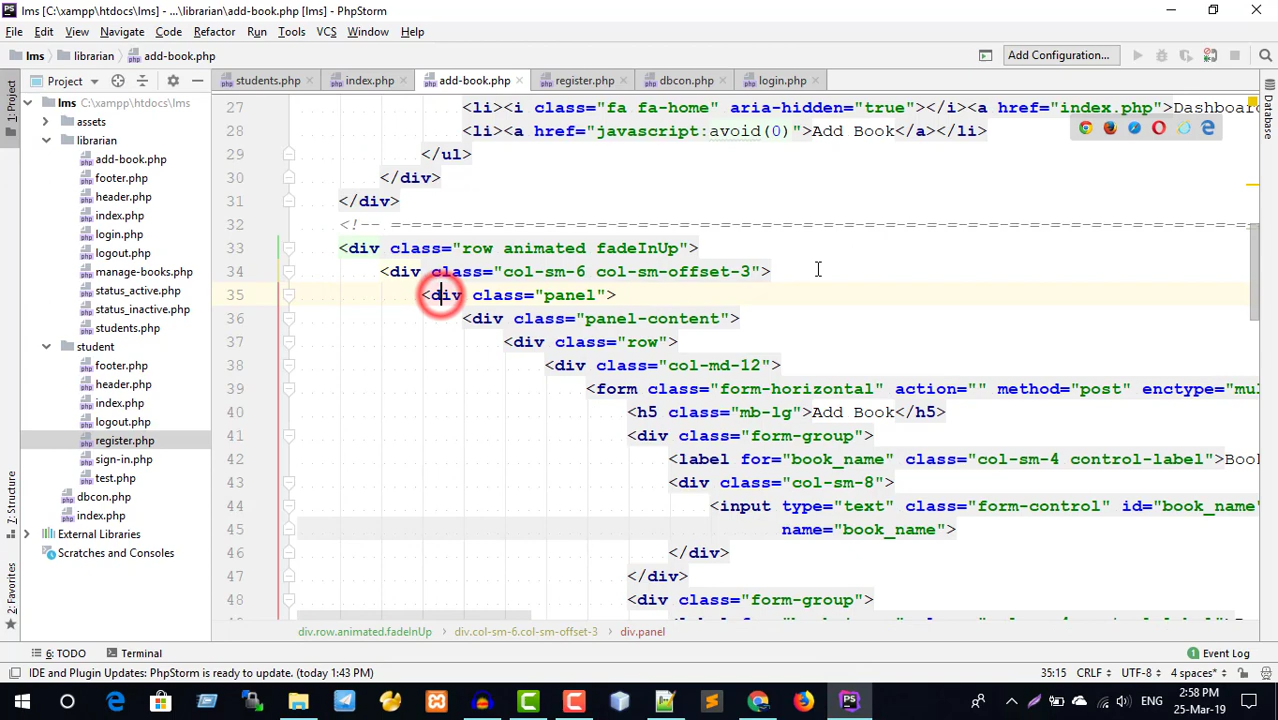 PS lms [C:\xampp\htdocs\lms] - ...\librarian\add-book.php [lms] - PhpStorm
File Edit View Navigate Code Refactor Run Tools VCS Window Help
lms librarian add-book.php Add Configuration...
Project students.php index.php add-book.php register.php dbcon.php login.php
lms C:\xampp\htdocs\lms
assets
librarian
add-book.php
footer.php
header.php
index.php
login.php
logout.php
manage-books.php
status_active.php
status_inactive.php
students.php
student
footer.php
header.php
index.php
logout.php
register.php
sign-in.php
test.php
dbcon.php
index.php
External Libraries
Scratches and Consoles
1: Project
7: Structure
2: Favorites
Database
27 <li><i class="fa fa-home" aria-hidden="true"></i><a href="index.php">Dashboar
28 <li><a href="javascript:avoid(0)">Add Book</a></li>
29 </ul>
30 </div>
31 </div>
32 <!-- =-=-=-=-=-=-=-=-=-=-=-=-=-=-=-=-=-=-=-=-=-=-=-=-=-=-=-=-=-=-=-=-=-=-=-=-=-=-=-=-=-=
33 <div class="row animated fadeInUp">
34 <div class="col-sm-6 col-sm-offset-3">
35 <div class="panel">
36 <div class="panel-content">
37 <div class="row">
38 <div class="col-md-12">
39 <form class="form-horizontal" action="" method="post" enctype="mul
40 <h5 class="mb-lg">Add Book</h5>
41 <div class="form-group">
42 <label for="book_name" class="col-sm-4 control-label">Boo
43 <div class="col-sm-8">
44 <input type="text" class="form-control" id="book_name"
45 name="book_name">
46 </div>
47 </div>
48 <div class="form-group">
div.row.animated.fadeInUp div.col-sm-6.col-sm-offset-3 div.panel
6: TODO Terminal 1 Event Log
IDE and Plugin Updates: PhpStorm is ready to update. (today 1:43 PM) 35:15 CRLF UTF-8 4 spaces
ENG 2:58 PM
25-Mar-19